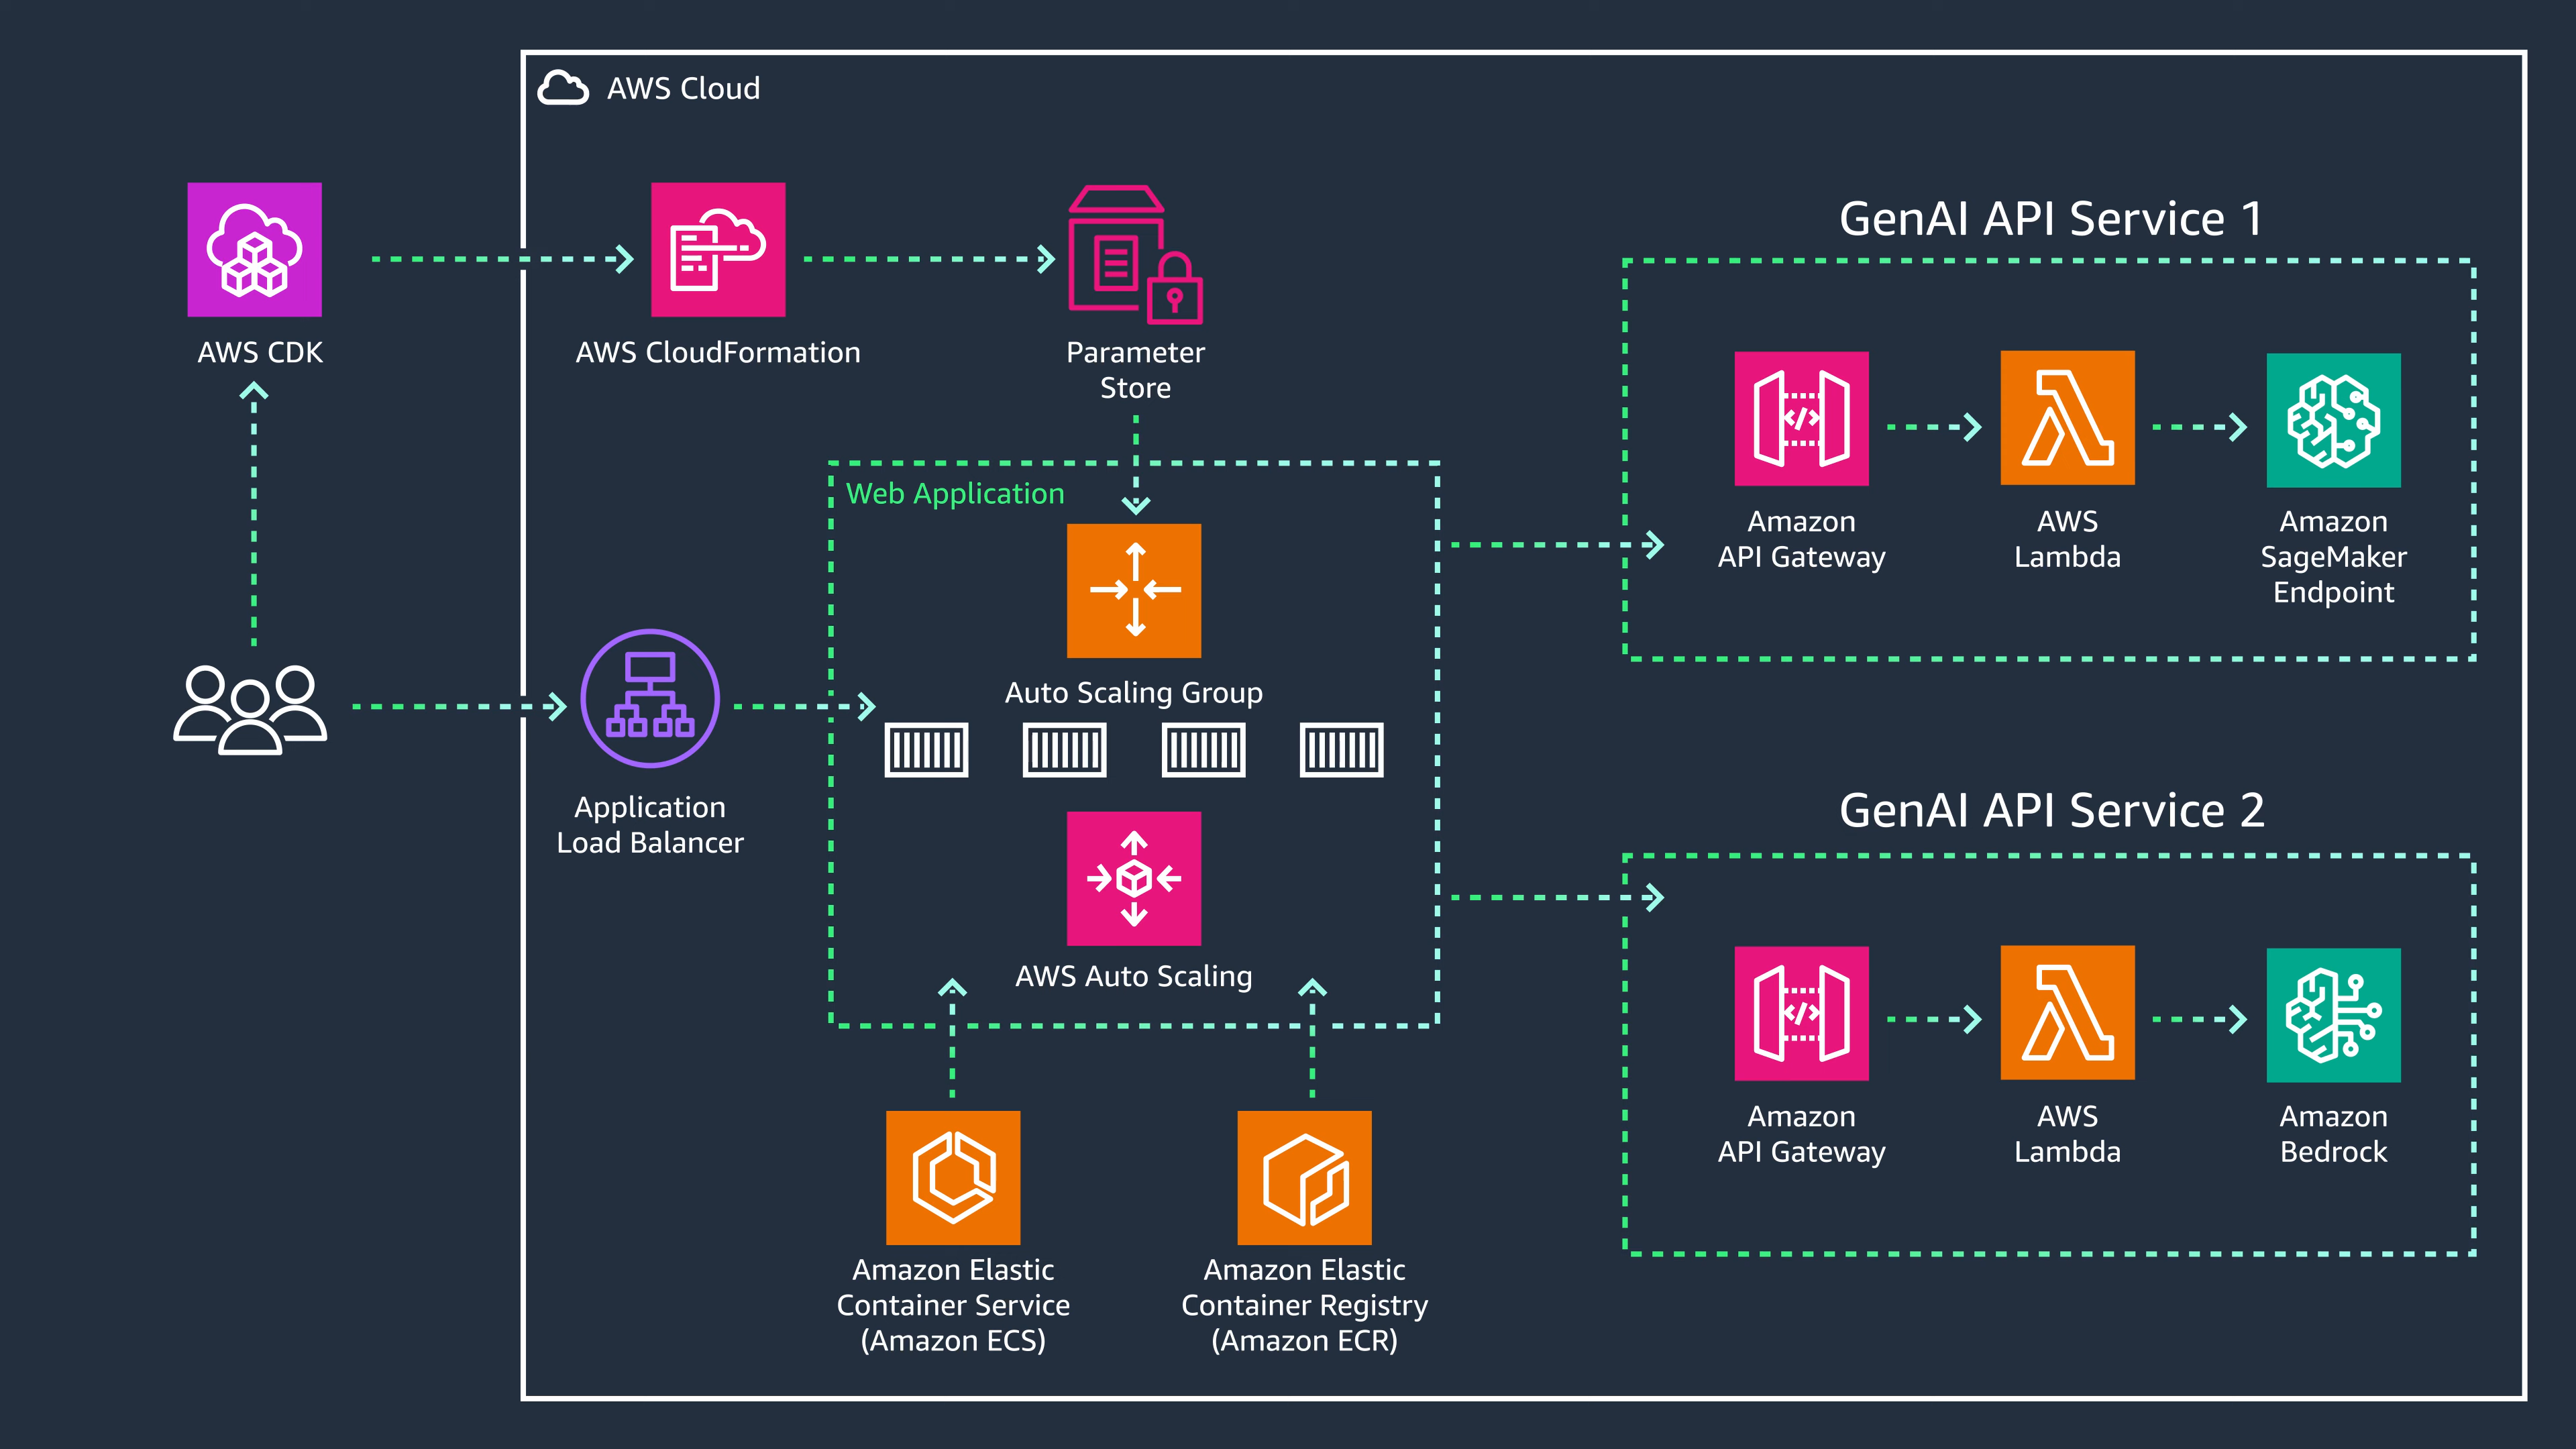 AWS Cloud
AWS CDK
AWS CloudFormation
Parameter
Store
Web Application
Auto Scaling Group
Application
Load Balancer
AWS Auto Scaling
Amazon Elastic
Container Service
(Amazon ECS)
Amazon Elastic
Container Registry
(Amazon ECR)
GenAI API Service 1
Amazon
API Gateway
AWS
Lambda
Amazon
SageMaker
Endpoint
GenAI API Service 2
Amazon
API Gateway
AWS
Lambda
Amazon
Bedrock